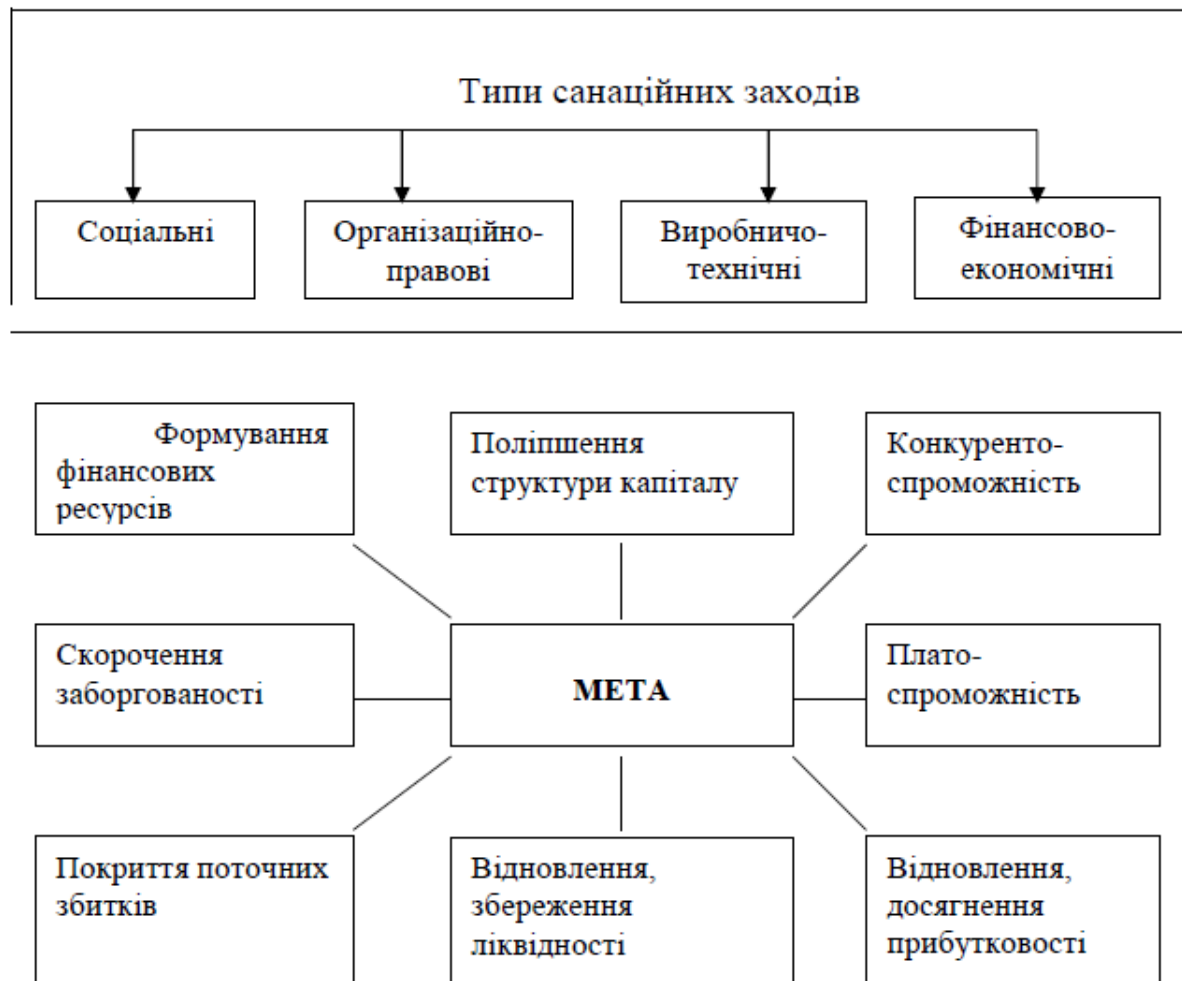 Типи санаційних заходів
Соціальні
Організаційно-
правові
Виробничо-
технічні
Фінансово-
економічні
Формування
фінансових
ресурсів
Поліпшення
структури капіталу
Конкуренто-
спроможність
Скорочення
заборгованості
МЕТА
Плато-
спроможність
Покриття поточних
збитків
Відновлення,
збереження
ліквідності
Відновлення,
досягнення
прибутковості